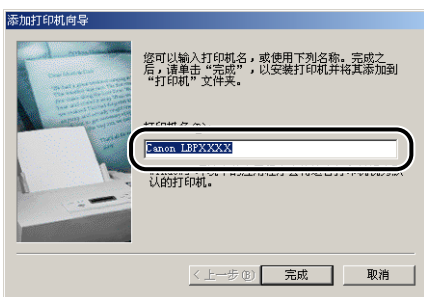 添加打印机向导
您可以输入打印机名，或使用下列名称。完成之
后，请单击“完成”，以安装打印机并将其添加到
“打印机”文件夹。
Canon LBPXXXX
认的打印机。
< 上一步(B)
完成
取消